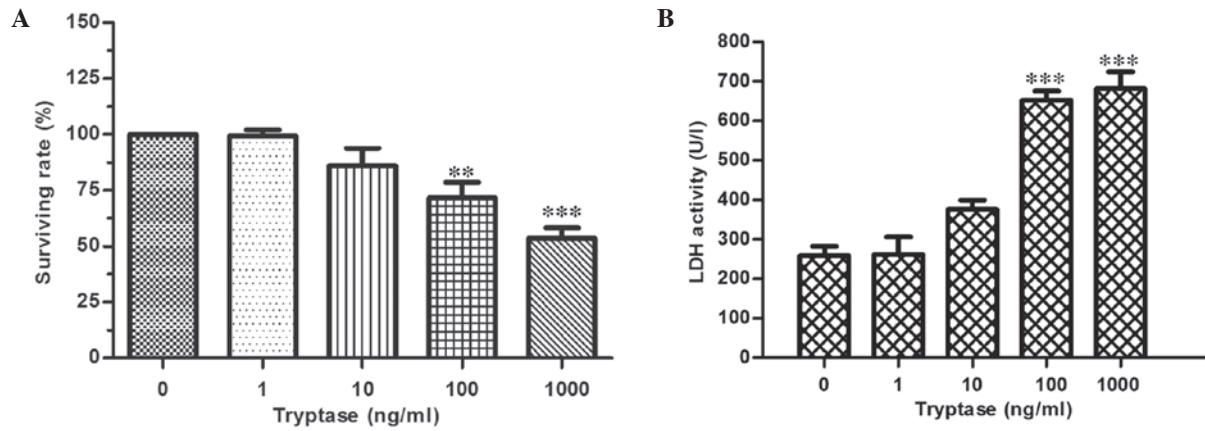 A
150
125
100
75
50
25
0
Surviving rate (%)
**
***
0 1 10 100 1000
Tryptase (ng/ml)
B
800
700
600
500
400
300
200
100
0
LDH activity (U/l)
***
***
0 1 10 100 1000
Tryptase (ng/ml)